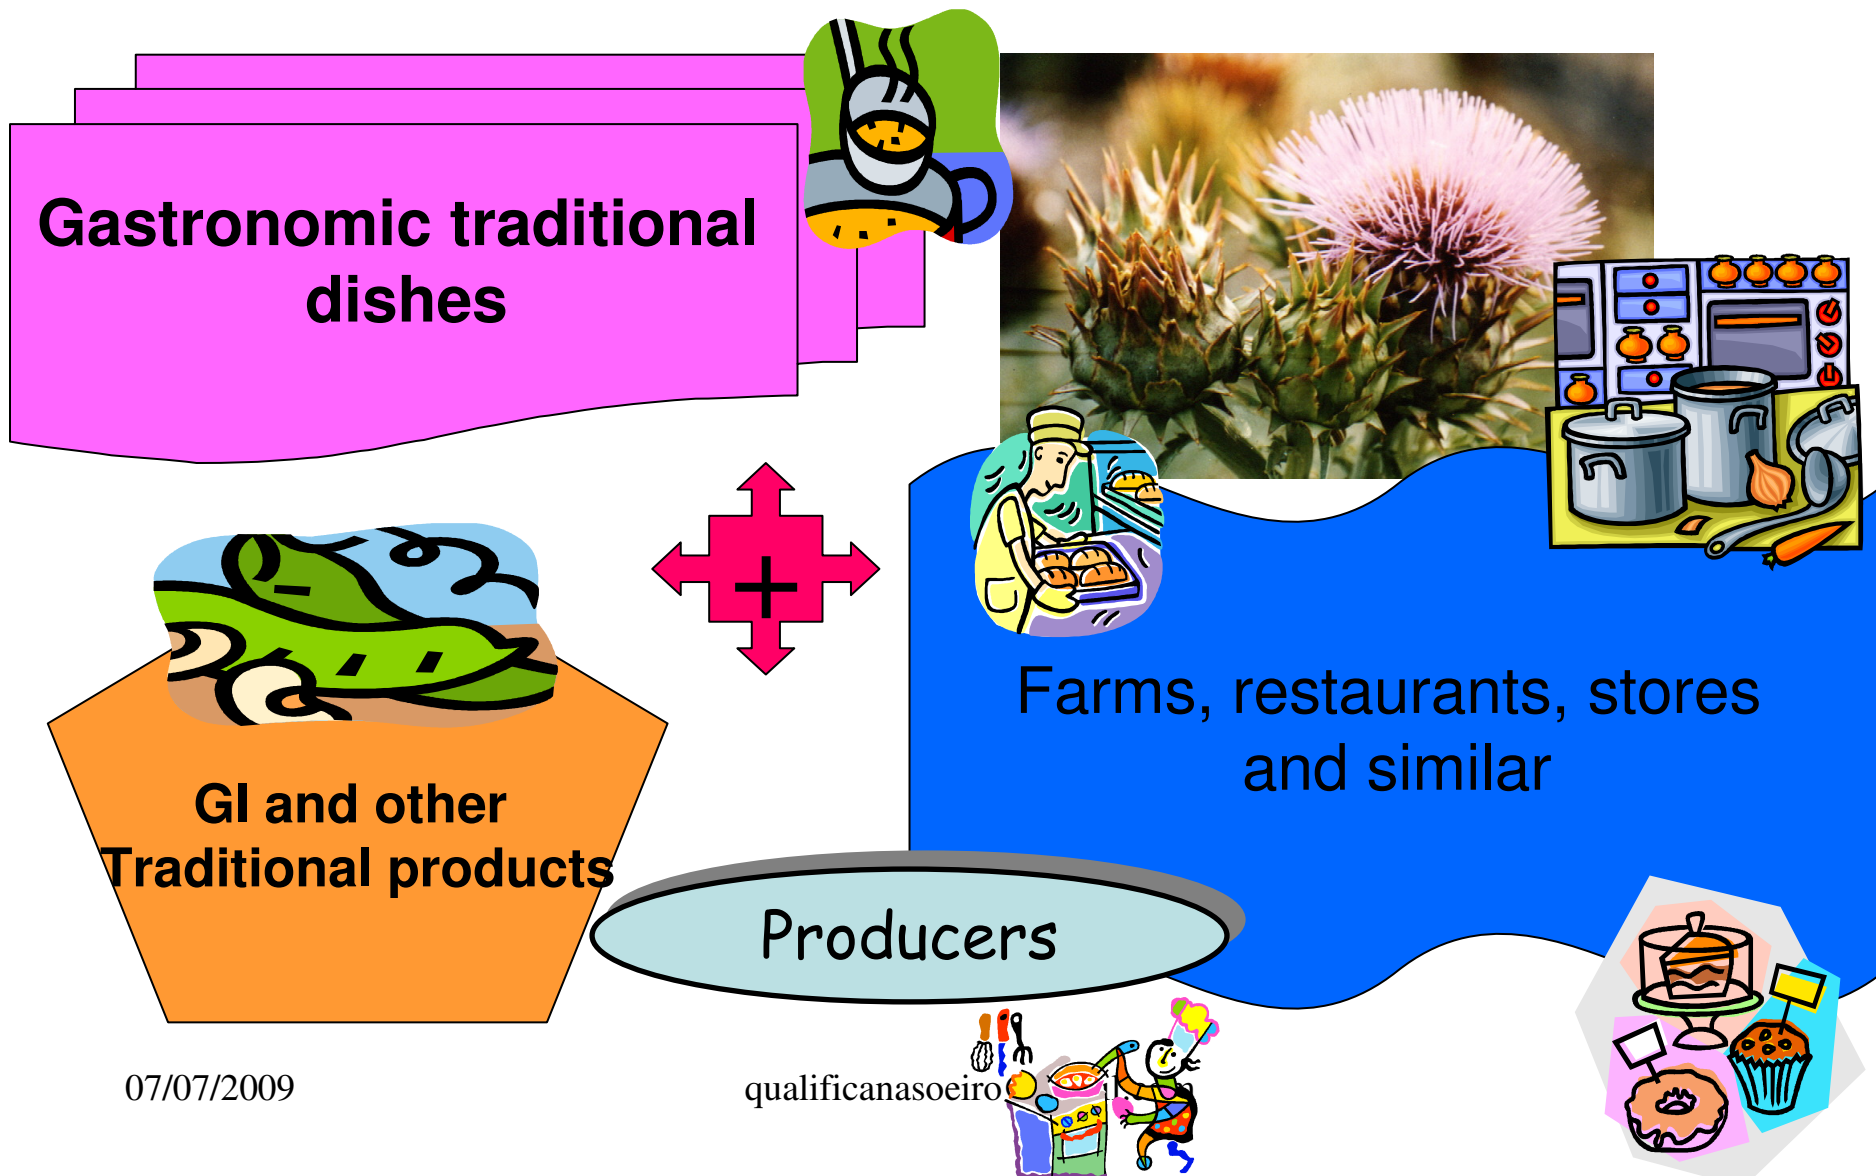 Gastronomic traditional
dishes
Farms, restaurants, stores
and similar
GI and other
Traditional products
+
Producers
07/07/2009
qualificanasoeiro